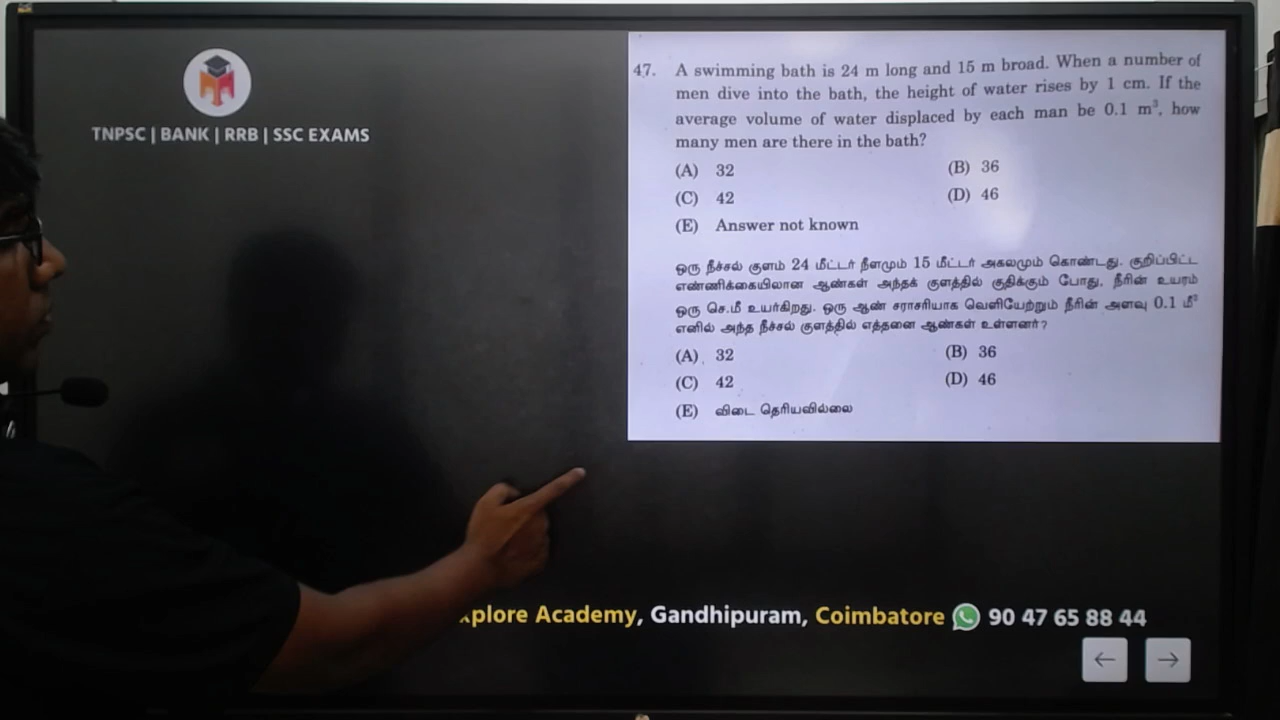 TNPSC | BANK | RRB | SSC EXAMS
47. A swimming bath is 24 m long and 15 m broad. When a number of
men dive into the bath, the height of water rises by 1 cm. If the
average volume of water displaced by each man be 0.1 m³, how
many men are there in the bath?
(A) 32 (B) 36
(C) 42 (D) 46
(E) Answer not known
ஒரு நீச்சல் குளம் 24 மீட்டர் நீளமும் 15 மீட்டர் அகலமும் கொண்டது. குறிப்பிட்ட
எண்ணிக்கையிலான ஆண்கள் அந்தக் குளத்தில் குதிக்கும் போது, நீரின் உயரம்
ஒரு செ.மீ உயர்கிறது. ஒரு ஆண் சராசரியாக வெளியேற்றும் நீரின் அளவு 0.1 மீ³
எனில் அந்த நீச்சல் குளத்தில் எத்தனை ஆண்கள் உள்ளனர்?
(A) 32 (B) 36
(C) 42 (D) 46
(E) விடை தெரியவில்லை
xplore Academy, Gandhipuram, Coimbatore 90 47 65 88 44